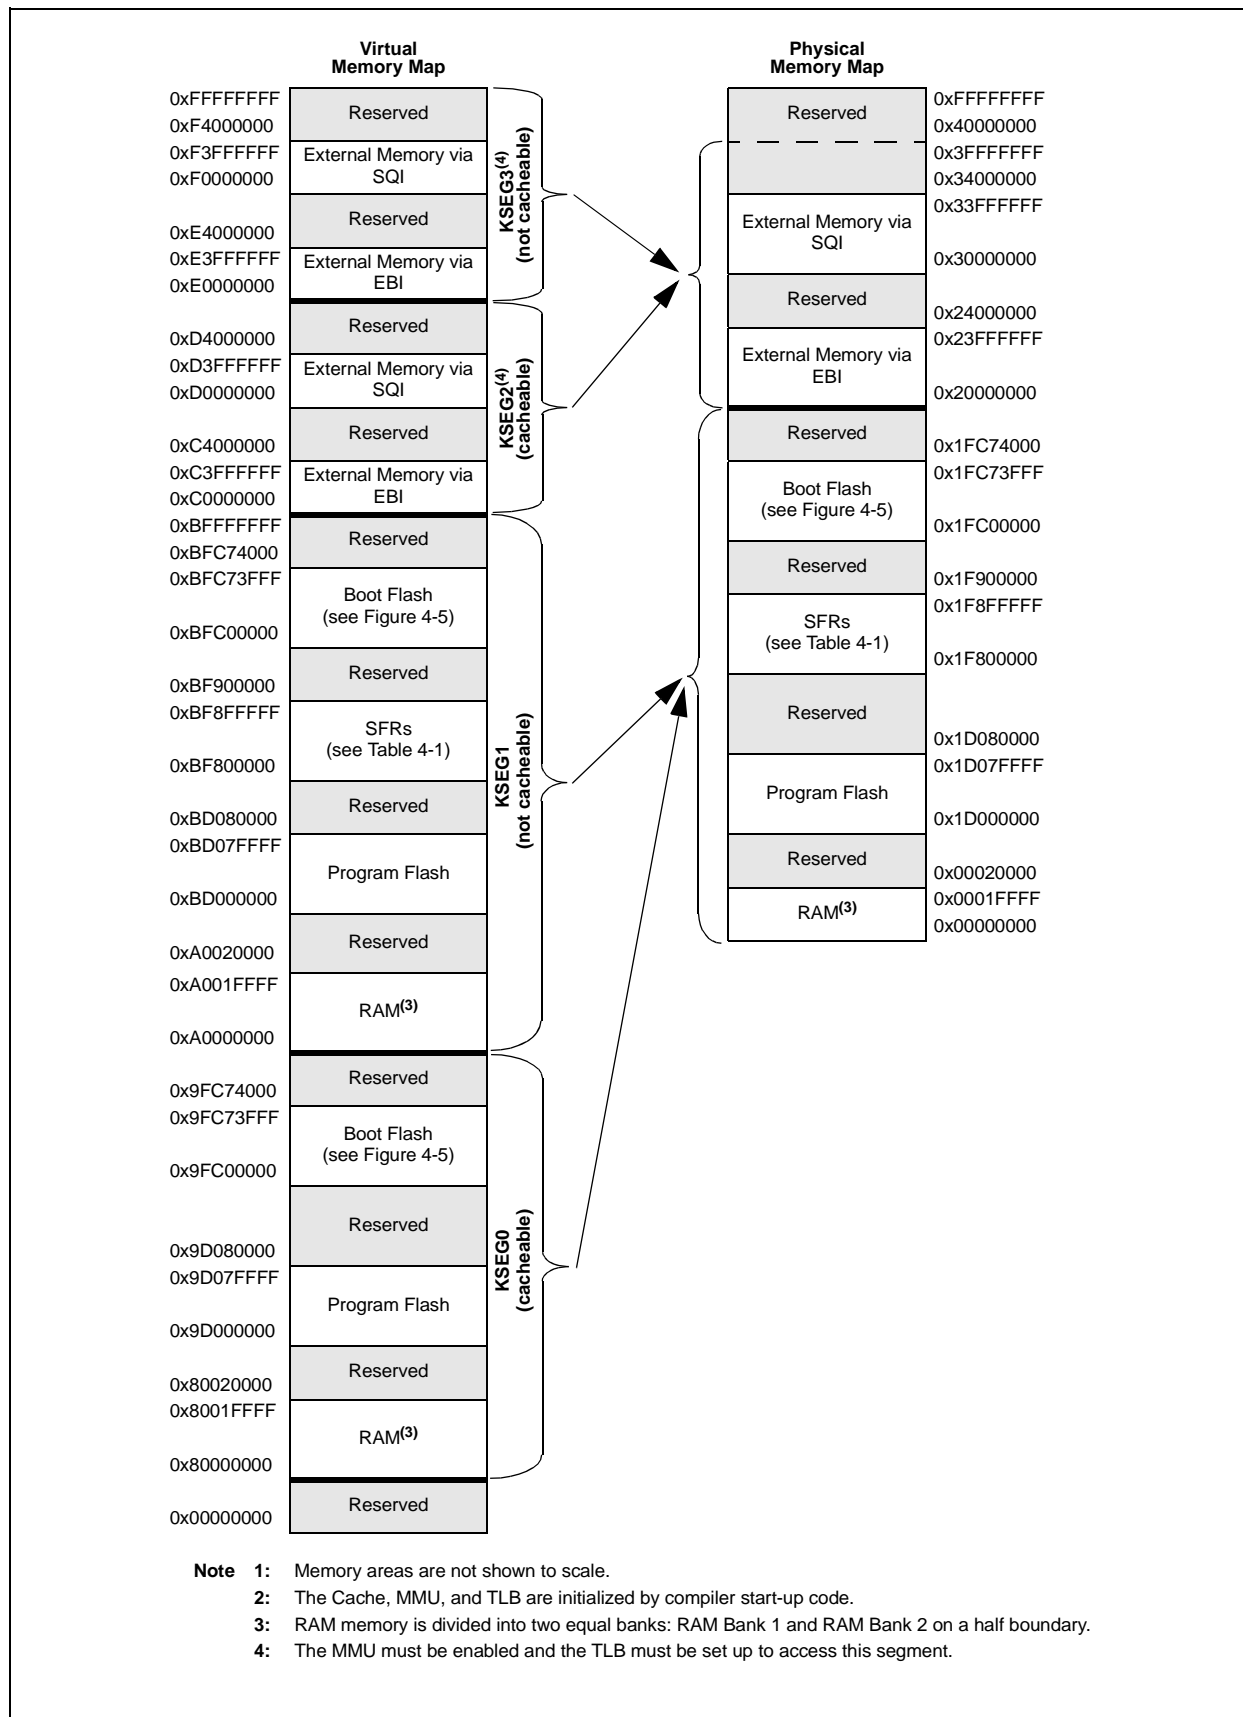 Virtual
Memory Map
0xFFFFFFFF
Reserved
0xF4000000
0xF3FFFFFF
External Memory via
SQI
0xF0000000
Reserved
0xE4000000
0xE3FFFFFF
External Memory via
EBI
0xE0000000
KSEG3(4)
(not cacheable)
Reserved
0xD4000000
0xD3FFFFFF
External Memory via
SQI
0xD0000000
Reserved
0xC4000000
0xC3FFFFFF
External Memory via
EBI
0xC0000000
KSEG2(4)
(cacheable)
0xBFFFFFFF
Reserved
0xBFC74000
0xBFC73FFF
Boot Flash
(see Figure 4-5)
0xBFC00000
Reserved
0xBF900000
0xBF8FFFFF
SFRs
(see Table 4-1)
0xBF800000
Reserved
0xBD080000
0xBD07FFFF
Program Flash
0xBD000000
Reserved
0xA0020000
0xA001FFFF
RAM(3)
0xA0000000
KSEG1
(not cacheable)
Reserved
0x9FC74000
0x9FC73FFF
Boot Flash
(see Figure 4-5)
0x9FC00000
Reserved
0x9D080000
0x9D07FFFF
Program Flash
0x9D000000
Reserved
0x80020000
0x8001FFFF
RAM(3)
0x80000000
KSEG0
(cacheable)
Reserved
0x00000000
Physical
Memory Map
0xFFFFFFFF
Reserved
0x40000000
0x3FFFFFFF
0x34000000
0x33FFFFFF
External Memory via
SQI
0x30000000
Reserved
0x24000000
0x23FFFFFF
External Memory via
EBI
0x20000000
Reserved
0x1FC74000
0x1FC73FFF
Boot Flash
(see Figure 4-5)
0x1FC00000
Reserved
0x1F900000
0x1F8FFFFF
SFRs
(see Table 4-1)
0x1F800000
Reserved
0x1D080000
0x1D07FFFF
Program Flash
0x1D000000
Reserved
0x00020000
0x0001FFFF
RAM(3)
0x00000000
Note 1: Memory areas are not shown to scale.
2: The Cache, MMU, and TLB are initialized by compiler start-up code.
3: RAM memory is divided into two equal banks: RAM Bank 1 and RAM Bank 2 on a half boundary.
4: The MMU must be enabled and the TLB must be set up to access this segment.